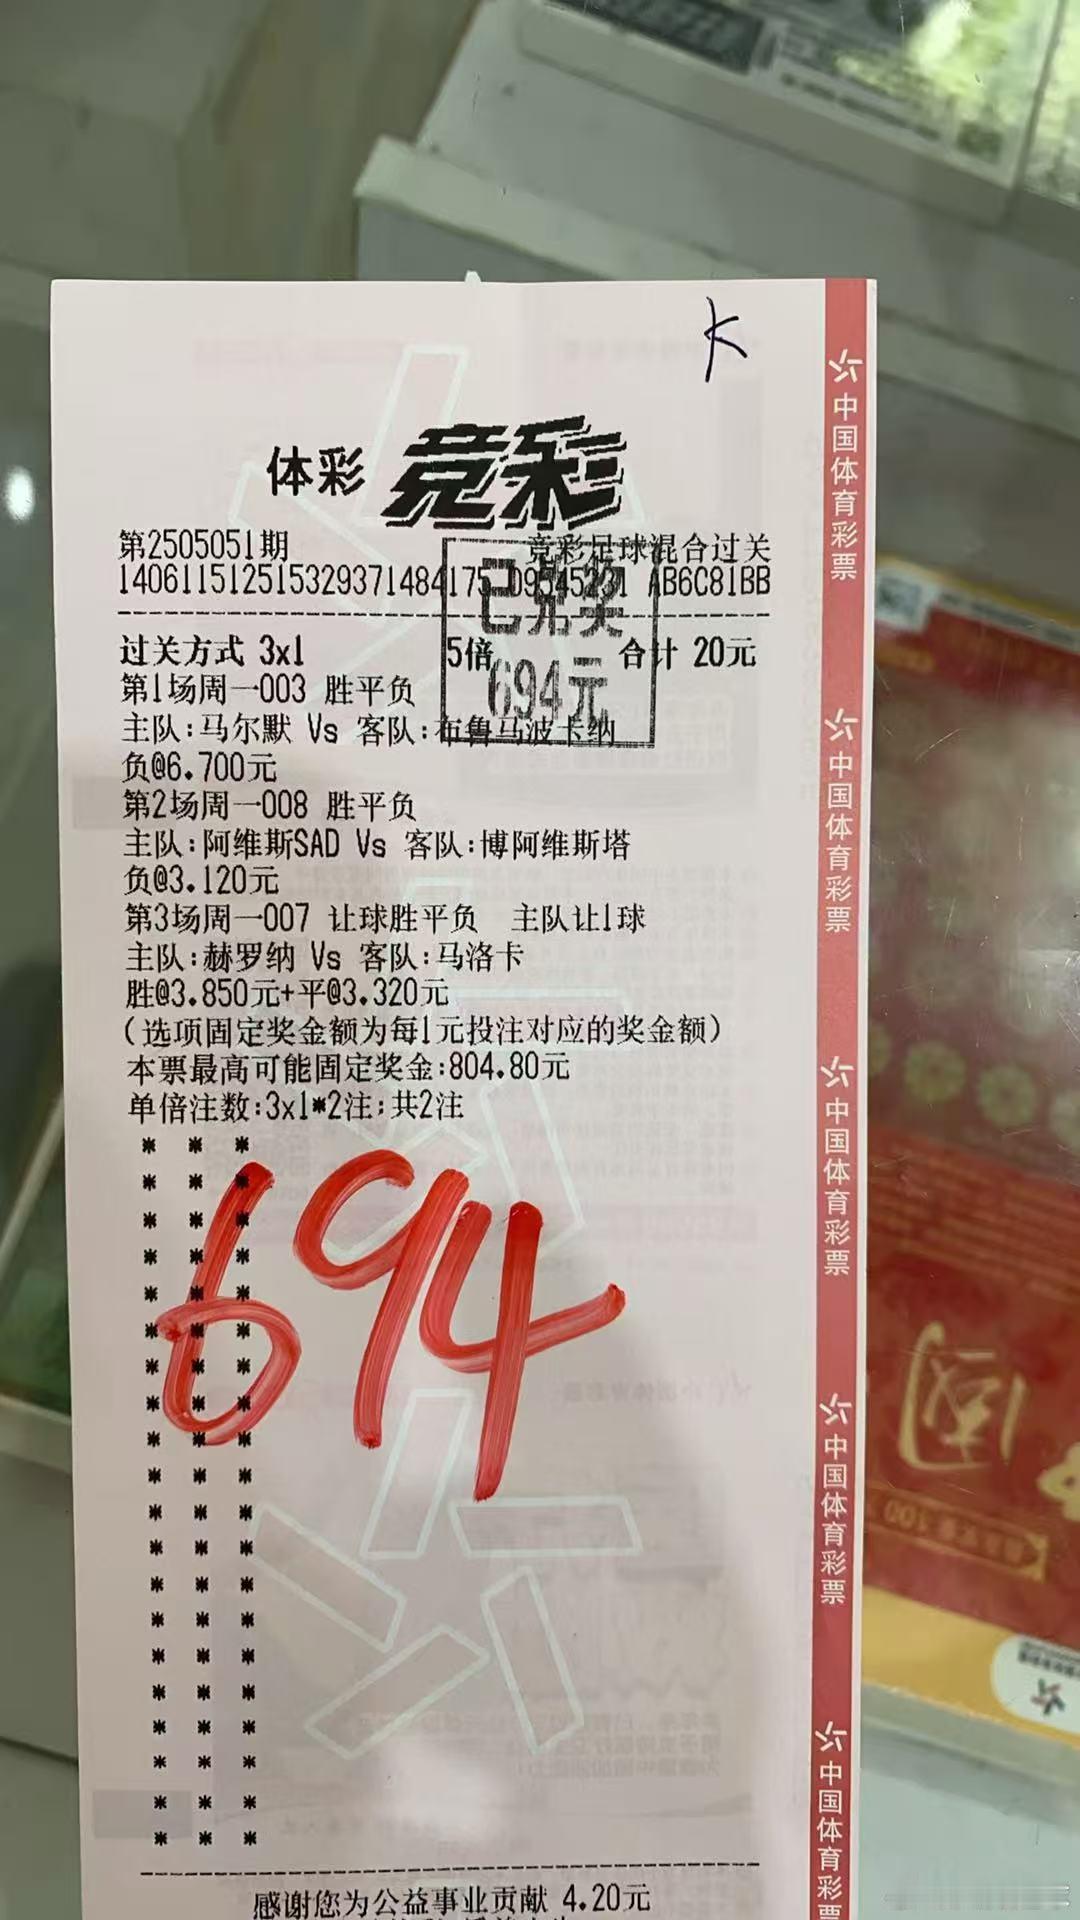 K
体彩 竞彩
第2505051期 竞彩足球混合过关
AB6C81BB
已兑奖
694元
过关方式 3x1 5倍 合计 20元
第1场周一003 胜平负
主队:马尔默 Vs 客队:布鲁马波卡纳
负@6.700元
第2场周一008 胜平负
主队:阿维斯SAD Vs 客队:博阿维斯塔
负@3.120元
第3场周一007 让球胜平负 主队让1球
主队:赫罗纳 Vs 客队:马洛卡
胜@3.850元+平@3.320元
(选项固定奖金额为每1元投注对应的奖金额)
本票最高可能固定奖金:804.80元
单倍注数:3x1*2注;共2注
694
感谢您为公益事业贡献 4.20元
中国体育彩票
中国体育彩票
中国体育彩票
中国体育彩票
中国体育彩票